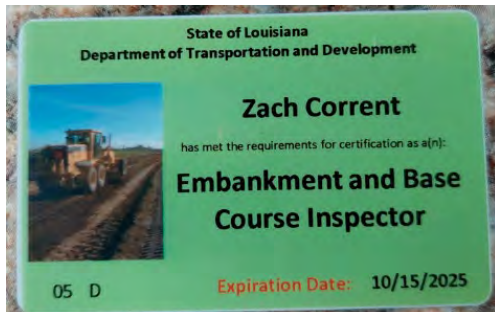 State of Louisiana
Department of Transportation and Development
Zach Corrent
has met the requirements for certification as a(n):
Embankment and Base
Course Inspector
05 D
Expiration Date: 10/15/2025